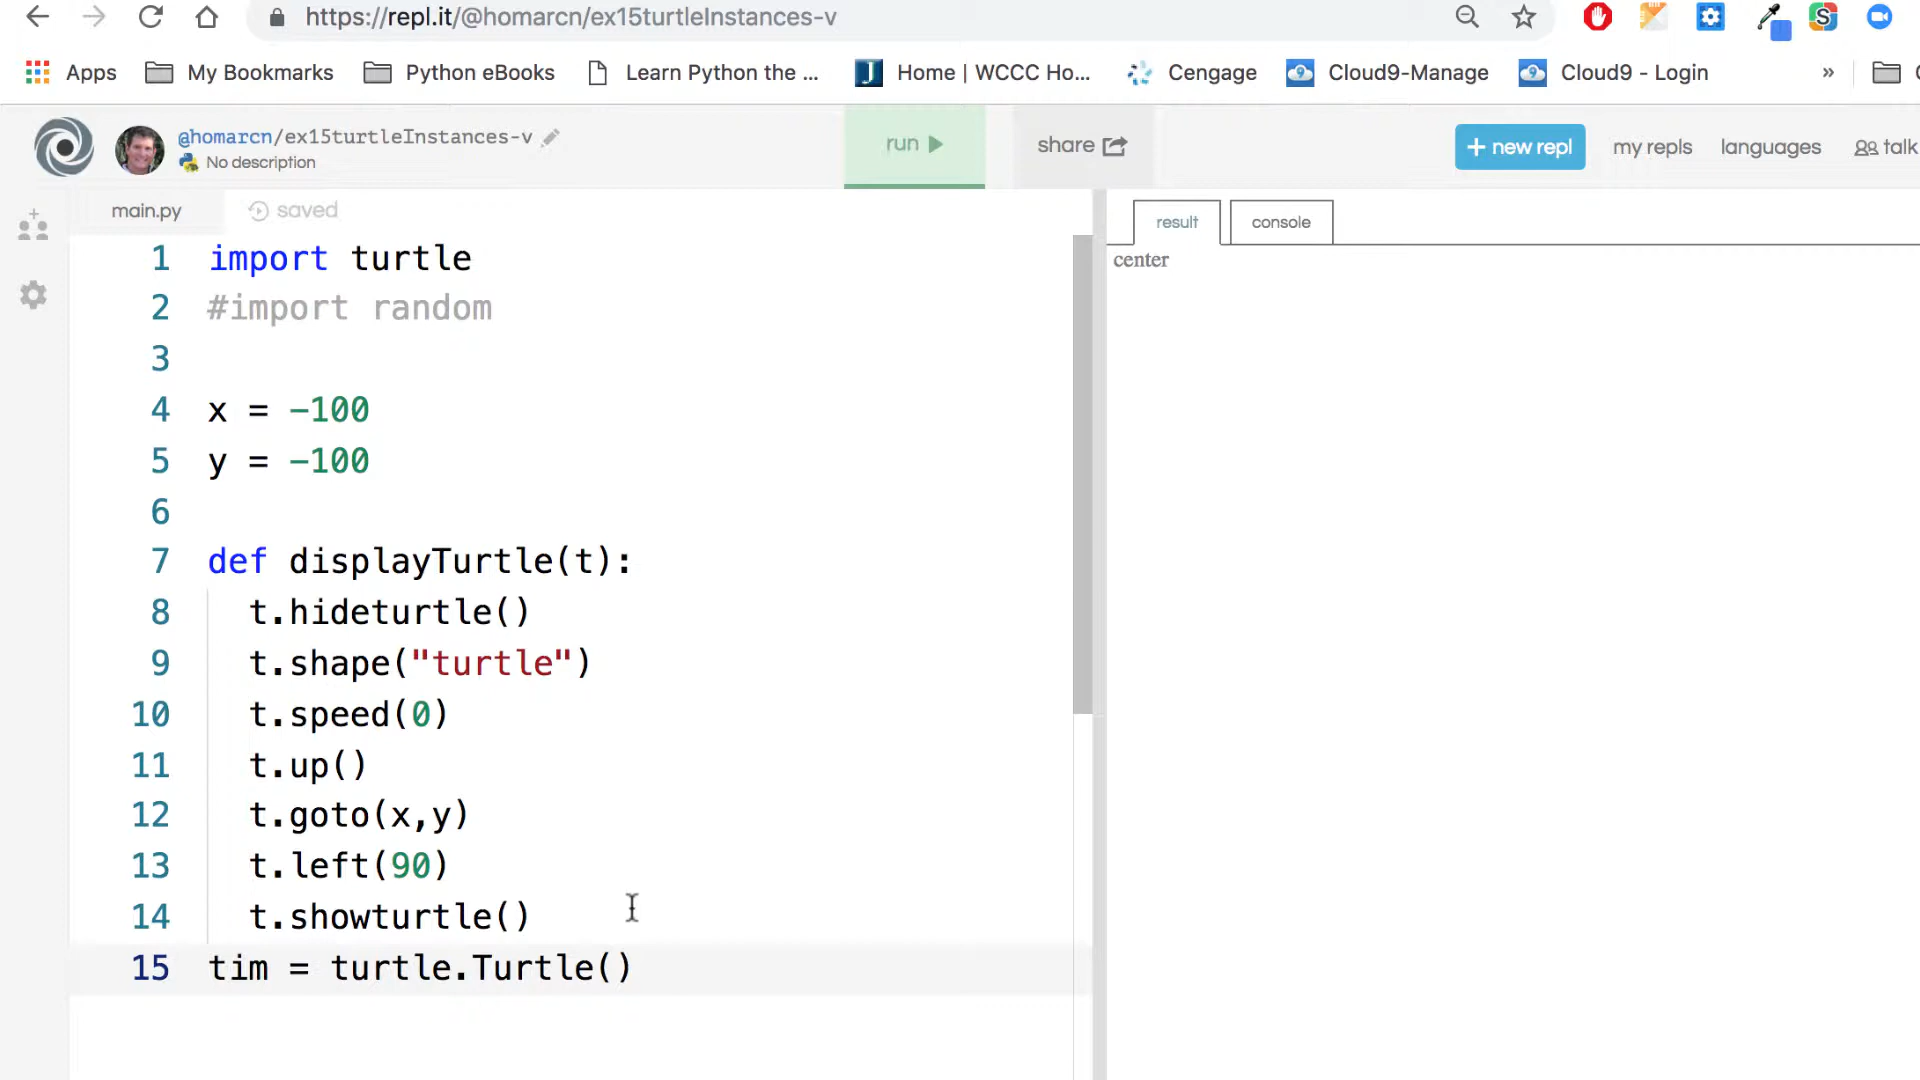 https://repl.it/@homarcn/ex15turtleInstances-v
Apps My Bookmarks Python eBooks Learn Python the ... Home | WCCC Ho... Cengage Cloud9-Manage Cloud9 - Login »
@homarcn/ex15turtleInstances-v run share + new repl my repls languages talk
No description
main.py saved result console
center
1 import turtle
2 #import random
3
4 x = -100
5 y = -100
6
7 def displayTurtle(t):
8 t.hideturtle()
9 t.shape("turtle")
10 t.speed(0)
11 t.up()
12 t.goto(x,y)
13 t.left(90)
14 t.showturtle()
15 tim = turtle.Turtle()